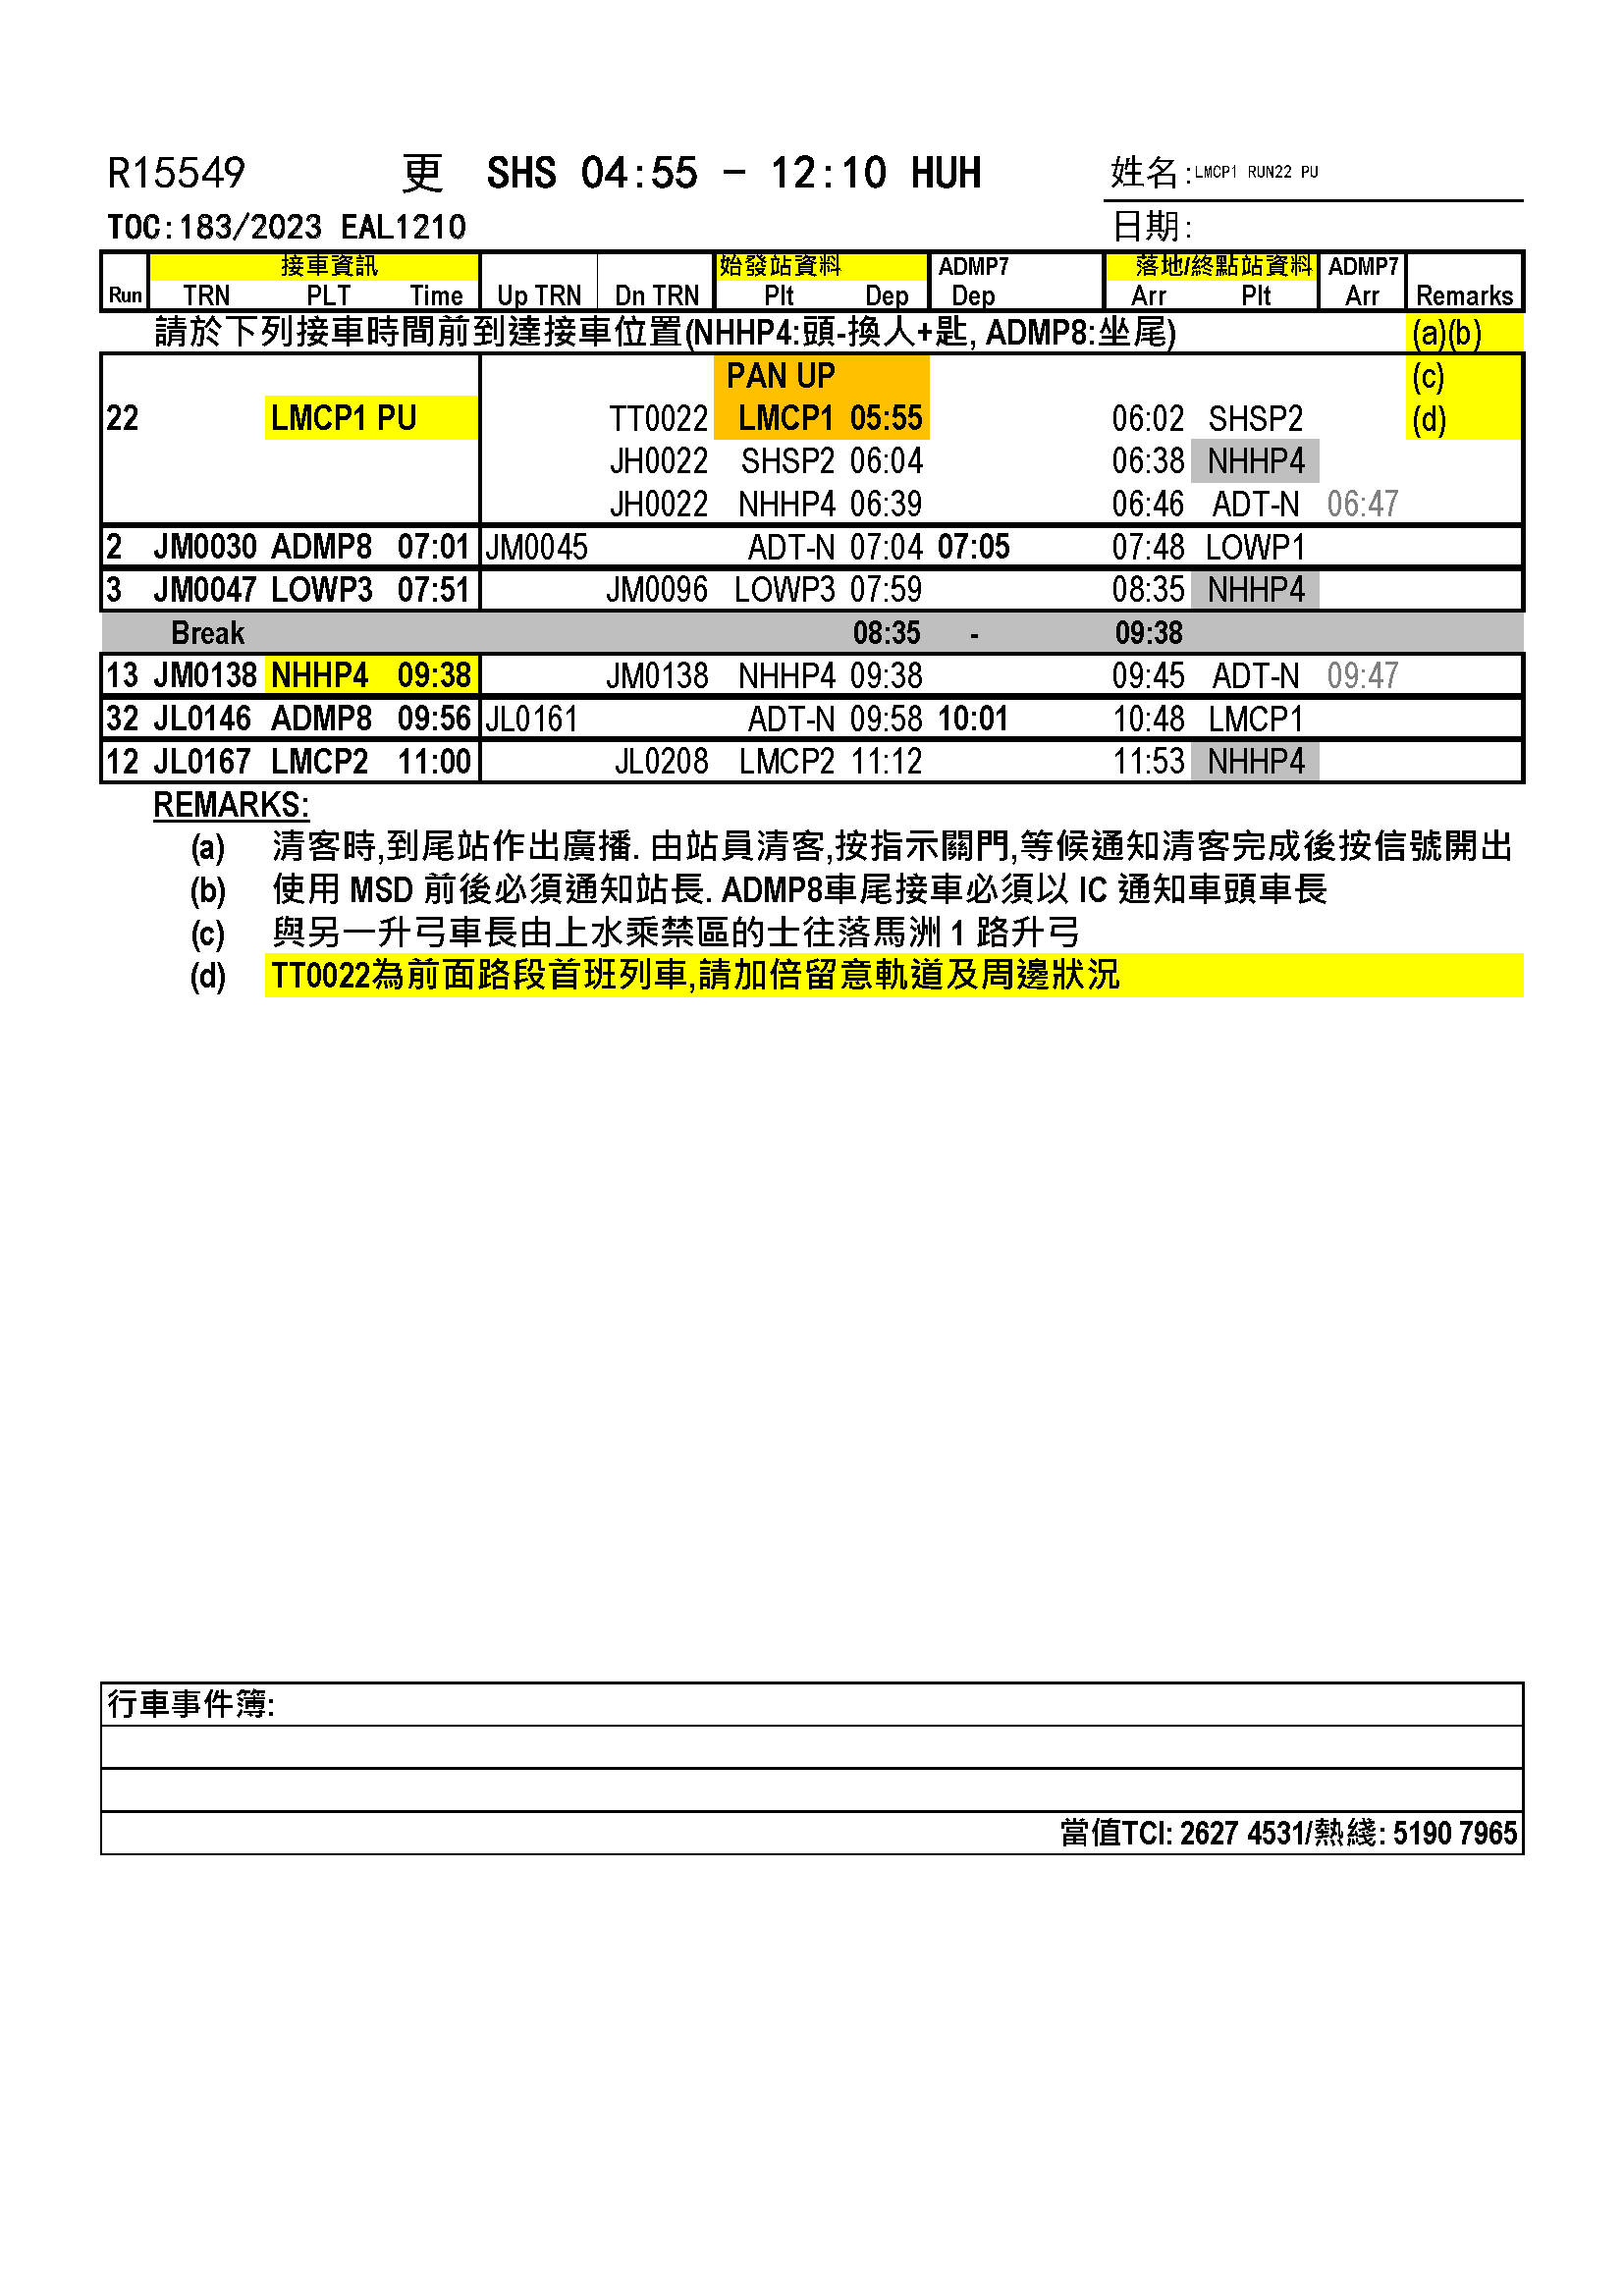 R15549 更 SHS 04:55 - 12:10 HUH 姓名:LMCP1 RUN22 PU
TOC:183/2023 EAL1210 日期:
接車資訊 始發站資料 ADMP7 落地/終點站資料 ADMP7
Run TRN PLT Time Up TRN Dn TRN Plt Dep Dep Arr Plt Arr Remarks
請於下列接車時間前到達接車位置(NHHP4:頭-換人+匙, ADMP8:坐尾) (a)(b)
PAN UP (c)
22 LMCP1 PU TT0022 LMCP1 05:55 06:02 SHSP2 (d)
JH0022 SHSP2 06:04 06:38 NHHP4
JH0022 NHHP4 06:39 06:46 ADT-N 06:47
2 JM0030 ADMP8 07:01 JM0045 ADT-N 07:04 07:05 07:48 LOWP1
3 JM0047 LOWP3 07:51 JM0096 LOWP3 07:59 08:35 NHHP4
Break 08:35 - 09:38
13 JM0138 NHHP4 09:38 JM0138 NHHP4 09:38 09:45 ADT-N 09:47
32 JL0146 ADMP8 09:56 JL0161 ADT-N 09:58 10:01 10:48 LMCP1
12 JL0167 LMCP2 11:00 JL0208 LMCP2 11:12 11:53 NHHP4
REMARKS:
(a) 清客時,到尾站作出廣播. 由站員清客,按指示關門,等候通知清客完成後按信號開出
(b) 使用 MSD 前後必須通知站長. ADMP8車尾接車必須以 IC 通知車頭車長
(c) 與另一升弓車長由上水乘禁區的士往落馬洲 1 路升弓
(d) TT0022為前面路段首班列車,請加倍留意軌道及周邊狀況
行車事件簿:
當值TCI: 2627 4531/熱綫: 5190 7965